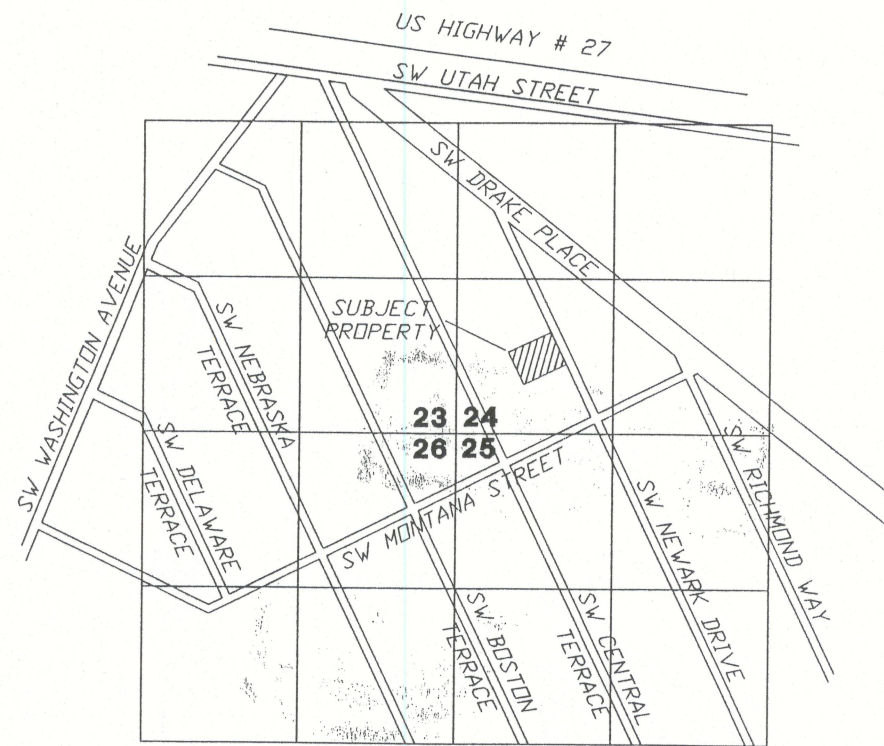 US HIGHWAY # 27
SW UTAH STREET
SW DRAKE PLACE
SW WASHINGTON AVENUE
SUBJECT
PROPERTY
SW NEBRASKA
TERRACE
23 24
26 25
SW DELAWARE
TERRACE
SW MONTANA STREET
SW RICHMOND WAY
SW NEWARK DRIVE
SW BOSTON
TERRACE
SW CENTRAL
TERRACE